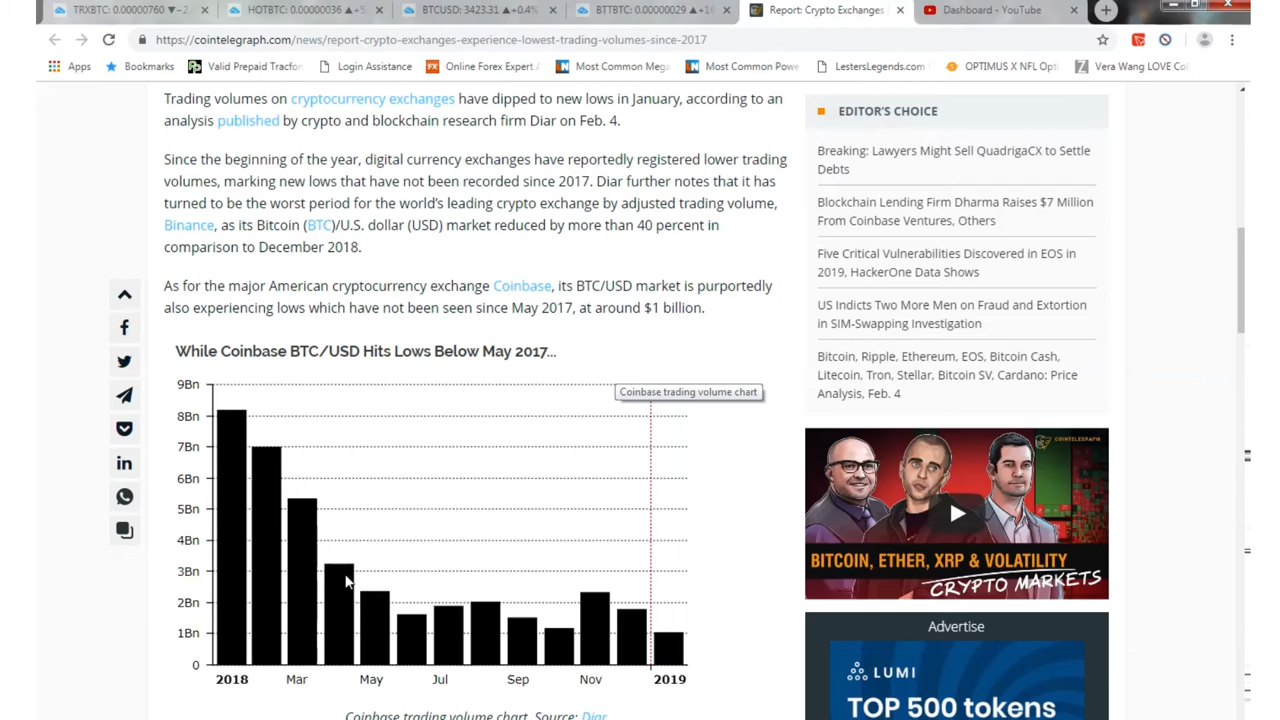 TRXBTC: 0.00000760 ▼−2.
HOTBTC: 0.00000036 ▲+5
BTCUSD: 3423.31 ▲+0.4%
BTTBTC: 0.00000029 ▲+1
Report: Crypto Exchanges
Dashboard - YouTube
https://cointelegraph.com/news/report-crypto-exchanges-experience-lowest-trading-volumes-since-2017
Apps
Bookmarks
Valid Prepaid Tracfon
Login Assistance
Online Forex Expert A
Most Common Mega
Most Common Powe
LestersLegends.com
OPTIMUS X NFL Opti
Vera Wang LOVE Col
Trading volumes on cryptocurrency exchanges have dipped to new lows in January, according to an
analysis published by crypto and blockchain research firm Diar on Feb. 4.
Since the beginning of the year, digital currency exchanges have reportedly registered lower trading
volumes, marking new lows that have not been recorded since 2017. Diar further notes that it has
turned to be the worst period for the world's leading crypto exchange by adjusted trading volume,
Binance, as its Bitcoin (BTC)/U.S. dollar (USD) market reduced by more than 40 percent in
comparison to December 2018.
As for the major American cryptocurrency exchange Coinbase, its BTC/USD market is purportedly
also experiencing lows which have not been seen since May 2017, at around $1 billion.
While Coinbase BTC/USD Hits Lows Below May 2017...
Coinbase trading volume chart
9Bn
8Bn
7Bn
6Bn
5Bn
4Bn
3Bn
2Bn
1Bn
0
2018 Mar May Jul Sep Nov 2019
Coinbase trading volume chart. Source: Diar
EDITOR'S CHOICE
Breaking: Lawyers Might Sell QuadrigaCX to Settle
Debts
Blockchain Lending Firm Dharma Raises $7 Million
From Coinbase Ventures, Others
Five Critical Vulnerabilities Discovered in EOS in
2019, HackerOne Data Shows
US Indicts Two More Men on Fraud and Extortion
in SIM-Swapping Investigation
Bitcoin, Ripple, Ethereum, EOS, Bitcoin Cash,
Litecoin, Tron, Stellar, Bitcoin SV, Cardano: Price
Analysis, Feb. 4
COINTELEGRAPH
BITCOIN, ETHER, XRP & VOLATILITY
CRYPTO MARKETS
Advertise
LUMI
TOP 500 tokens